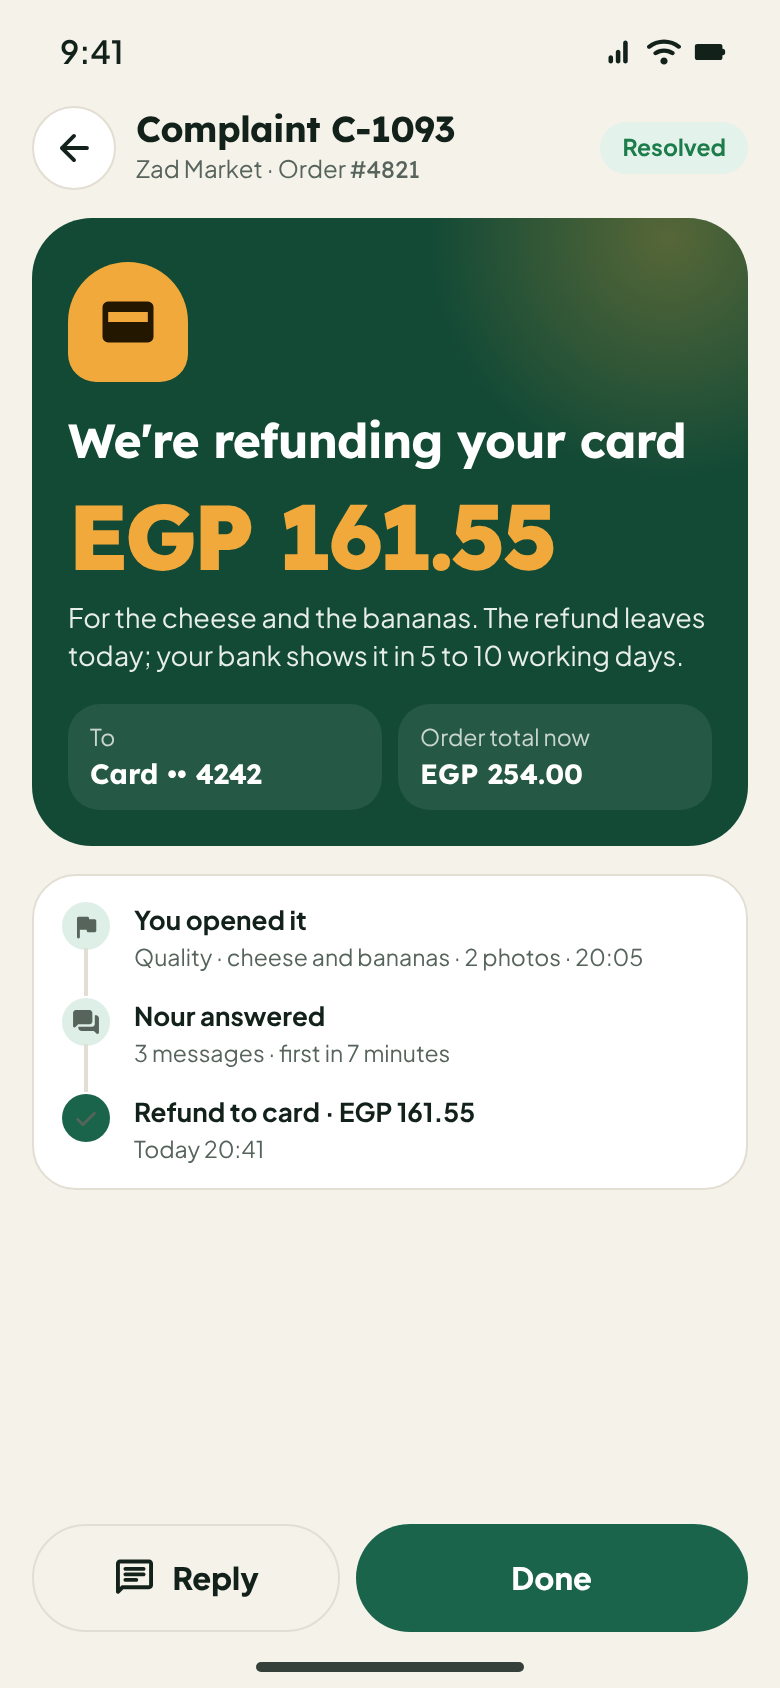 9:41
Complaint C-1093
Zad Market · Order #4821
Resolved
We're refunding your card
EGP 161.55
For the cheese and the bananas. The refund leaves
today; your bank shows it in 5 to 10 working days.
To
Card •• 4242
Order total now
EGP 254.00
You opened it
Quality · cheese and bananas · 2 photos · 20:05
Nour answered
3 messages · first in 7 minutes
Refund to card · EGP 161.55
Today 20:41
Reply
Done